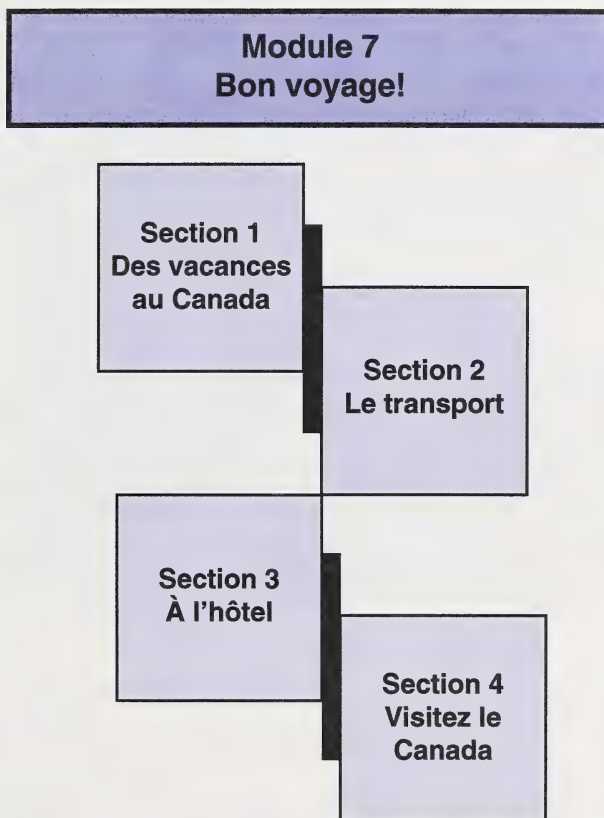 Module 7
Bon voyage!
Section 1
Des vacances
au Canada
Section 2
Le transport
Section 3
À l'hôtel
Section 4
Visitez le
Canada